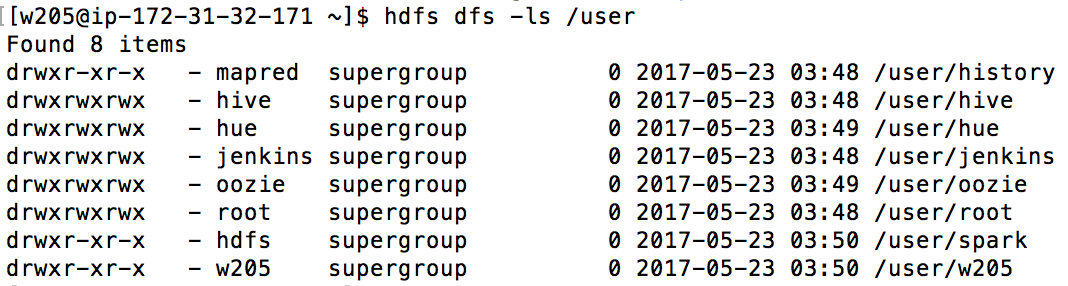 [[w205@ip-172-31-32-171 ~]$ hdfs dfs -ls /user
Found 8 items
drwxr-xr-x   - mapred  supergroup          0 2017-05-23 03:48 /user/history
drwxrwxrwx   - hive    supergroup          0 2017-05-23 03:48 /user/hive
drwxrwxrwx   - hue     supergroup          0 2017-05-23 03:49 /user/hue
drwxrwxrwx   - jenkins supergroup          0 2017-05-23 03:48 /user/jenkins
drwxrwxrwx   - oozie   supergroup          0 2017-05-23 03:49 /user/oozie
drwxrwxrwx   - root    supergroup          0 2017-05-23 03:48 /user/root
drwxr-xr-x   - hdfs    supergroup          0 2017-05-23 03:50 /user/spark
drwxr-xr-x   - w205    supergroup          0 2017-05-23 03:50 /user/w205